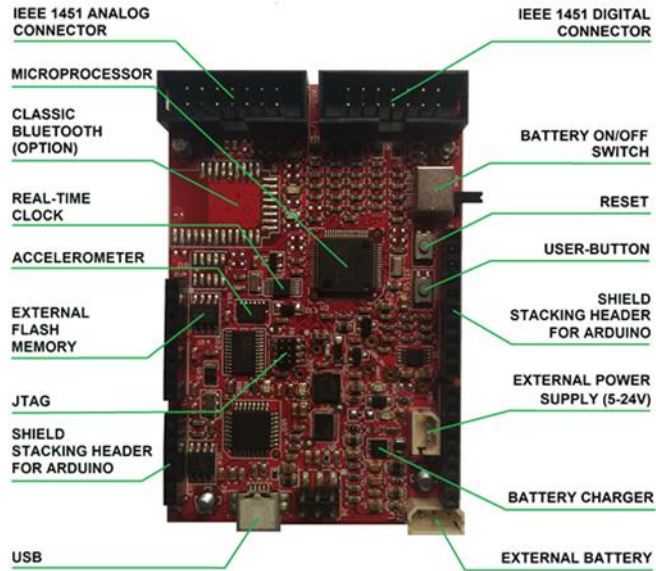 IEEE 1451 ANALOG
CONNECTOR
MICROPROCESSOR
CLASSIC
BLUETOOTH
(OPTION)
REAL-TIME
CLOCK
ACCELEROMETER
EXTERNAL
FLASH
MEMORY
JTAG
SHIELD
STACKING HEADER
FOR ARDUINO
USB
IEEE 1451 DIGITAL
CONNECTOR
BATTERY ON/OFF
SWITCH
RESET
USER-BUTTON
SHIELD
STACKING HEADER
FOR ARDUINO
EXTERNAL POWER
SUPPLY (5-24V)
BATTERY CHARGER
EXTERNAL BATTERY